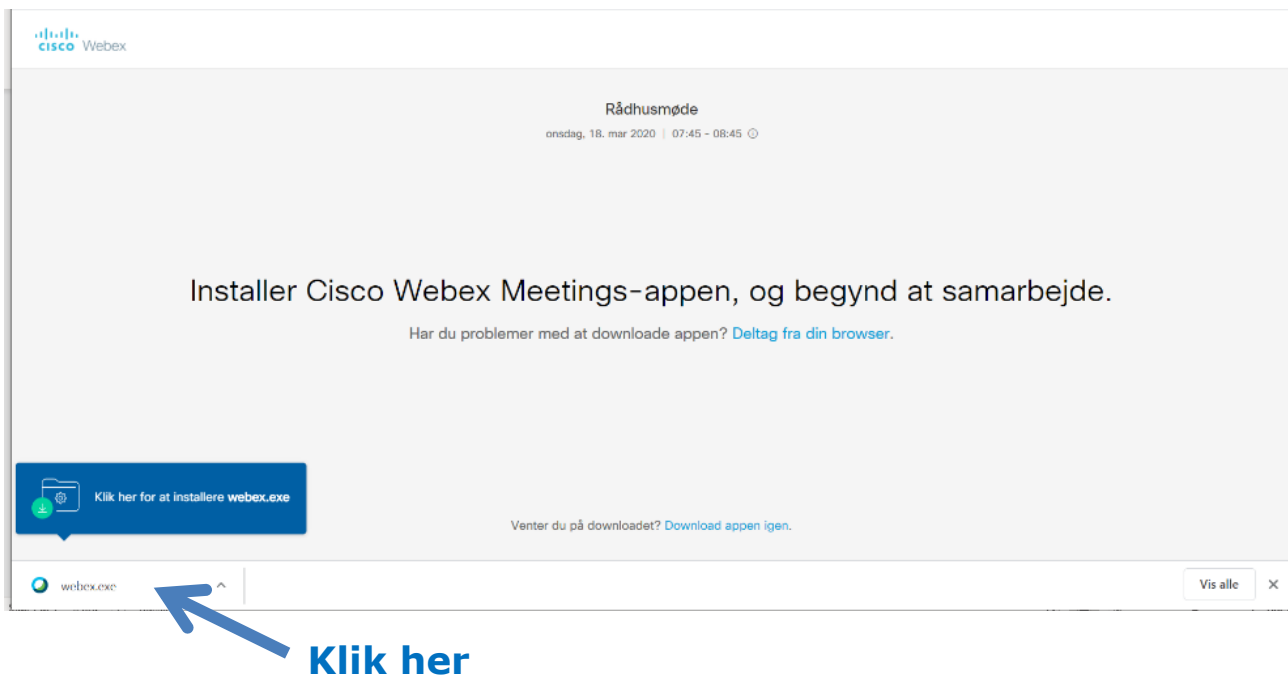 cisco Webex
Rådhusmøde
onsdag, 18. mar 2020 | 07:45 - 08:45
Installer Cisco Webex Meetings-appen, og begynd at samarbejde.
Har du problemer med at downloade appen? Deltag fra din browser.
Klik her for at installere webex.exe
Venter du på downloadet? Download appen igen.
webex.exe
Vis alle
Klik her